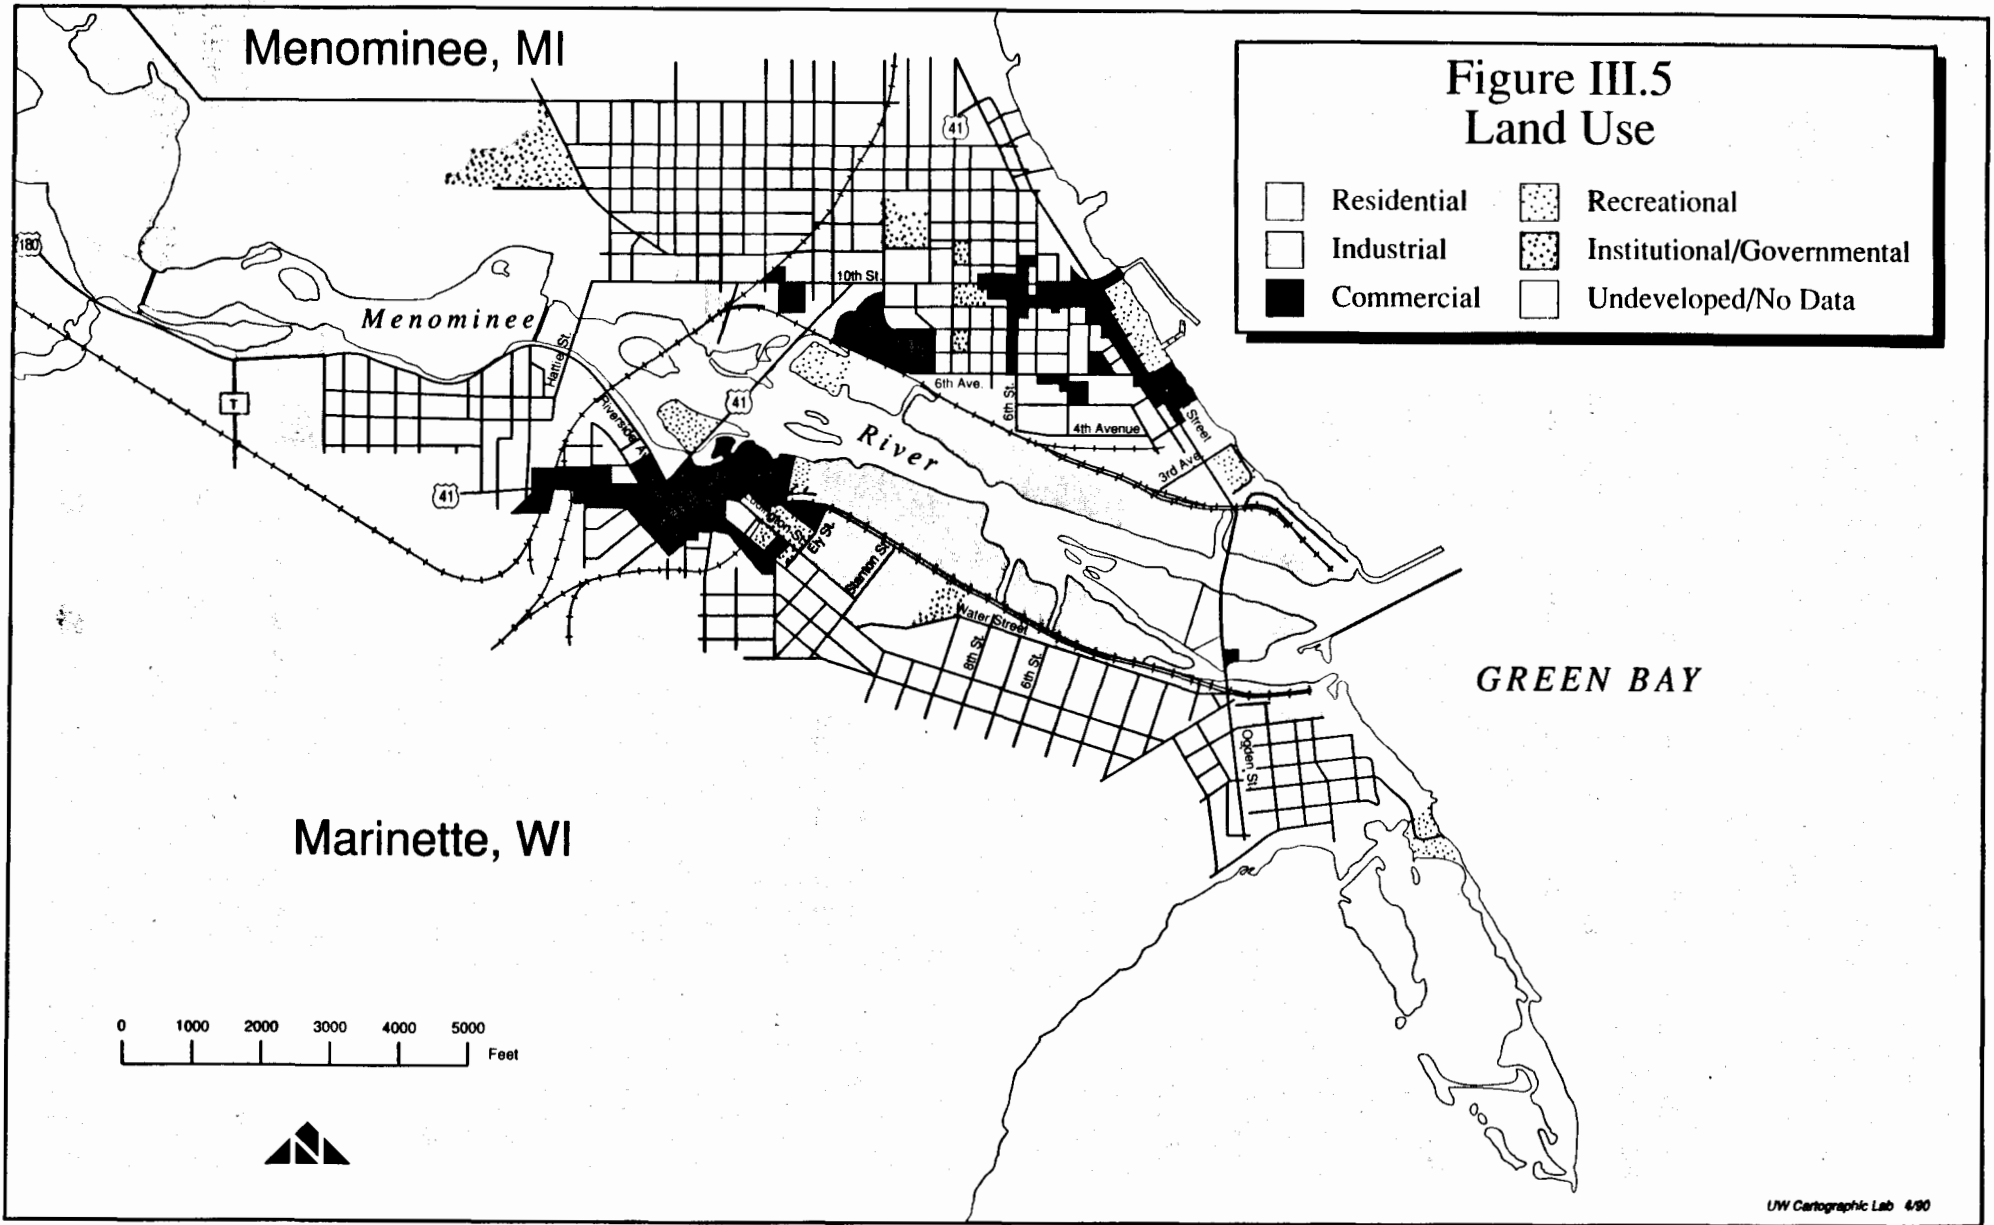 Menominee, MI
Figure III.5
Land Use
Residential
Industrial
Commercial
Recreational
Institutional/Governmental
Undeveloped/No Data
41
180
10th St.
Menominee
Hattie St.
T
41
6th Ave.
6th St.
4th Avenue
Street
3rd Ave.
Riverside
River
41
Ely St.
Stanton St.
Water Street
8th St.
6th St.
GREEN BAY
Ogden St.
Marinette, WI
0 1000 2000 3000 4000 5000
Feet
N
UW Cartographic Lab 4/90